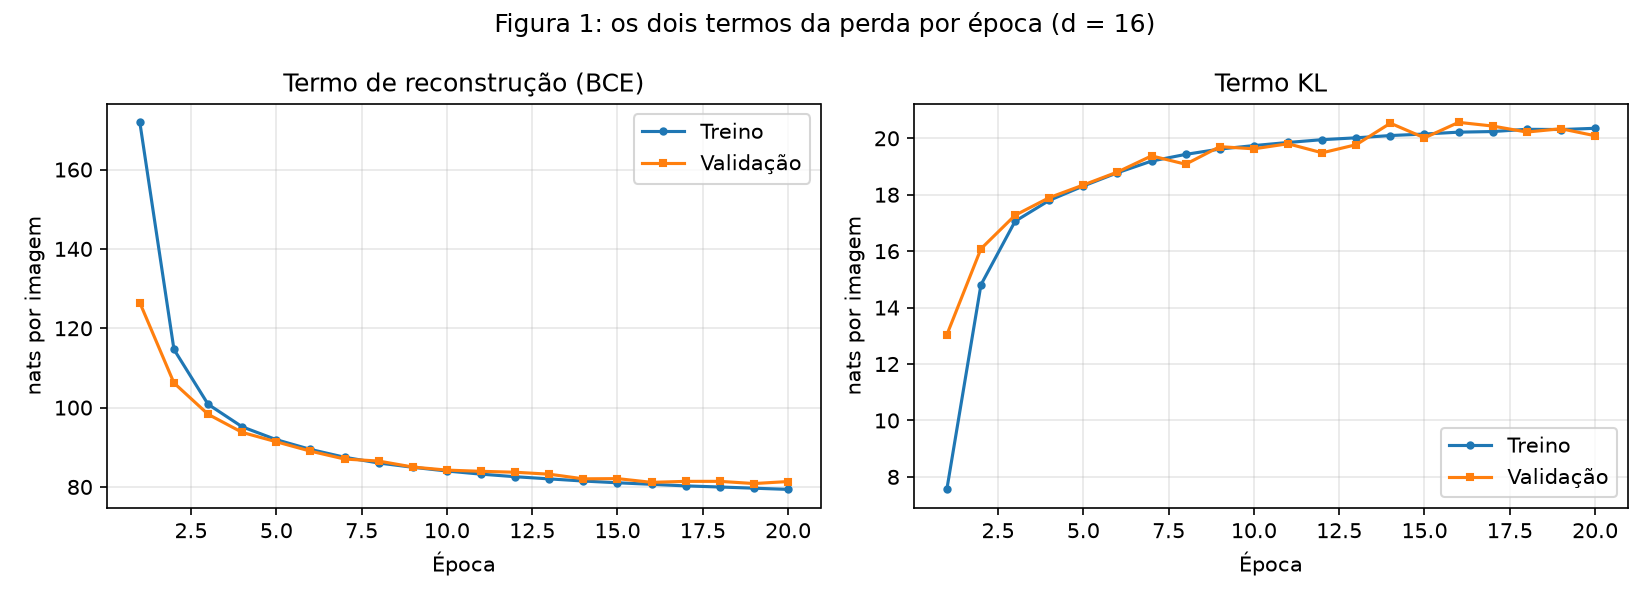 Figura 1: os dois termos da perda por época (d = 16)
Termo de reconstrução (BCE)
nats por imagem
160
140
120
100
80
Treino
Validação
2.5 5.0 7.5 10.0 12.5 15.0 17.5 20.0
Época
Termo KL
nats por imagem
20
18
16
14
12
10
8
Treino
Validação
2.5 5.0 7.5 10.0 12.5 15.0 17.5 20.0
Época